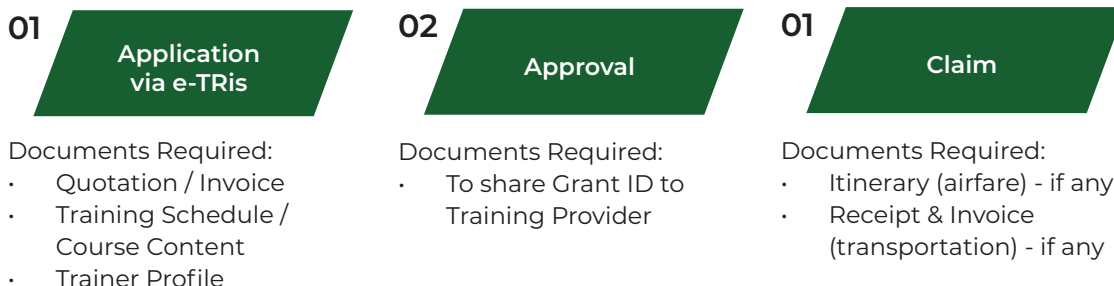 01
Application
via e-TRis
Documents Required:
• Quotation / Invoice
• Training Schedule /
Course Content
• Trainer Profile
02
Approval
Documents Required:
• To share Grant ID to
Training Provider
01
Claim
Documents Required:
• Itinerary (airfare) - if any
• Receipt & Invoice
(transportation) - if any